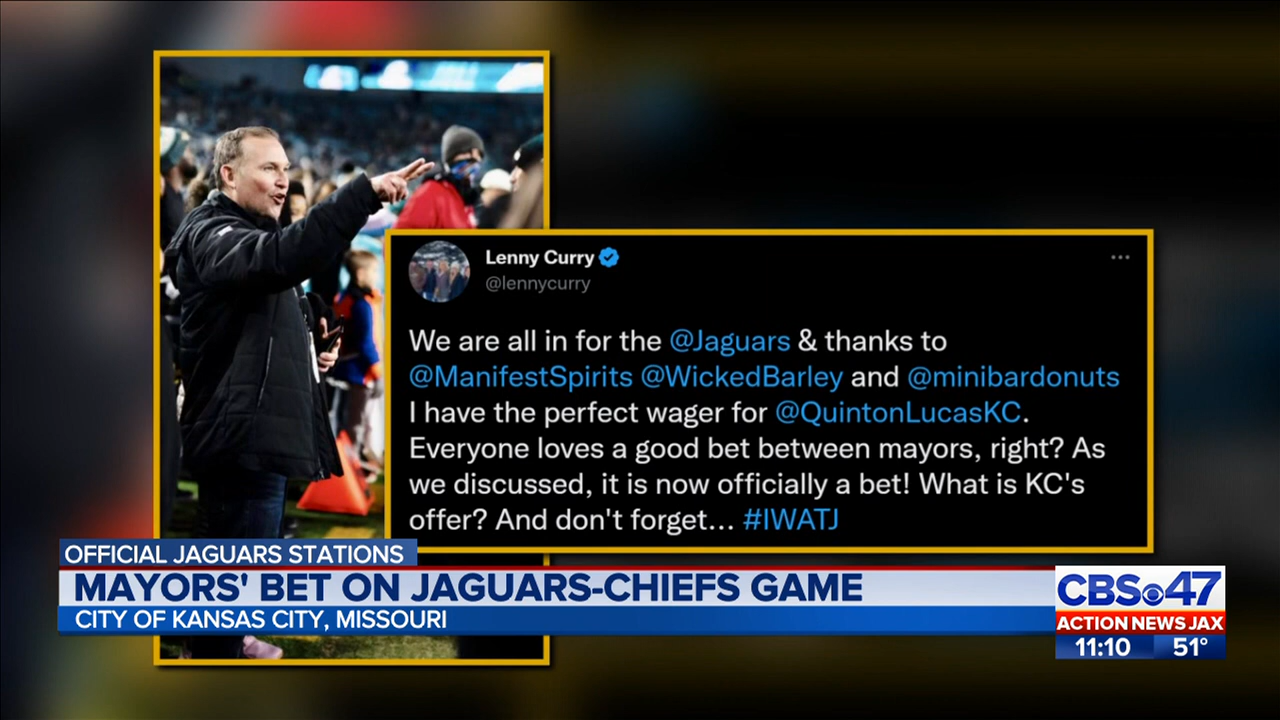 Lenny Curry
@lennycurry
We are all in for the @Jaguars & thanks to
@ManifestSpirits @WickedBarley and @minibardonuts
I have the perfect wager for @QuintonLucasKC.
Everyone loves a good bet between mayors, right? As
we discussed, it is now officially a bet! What is KC's
offer? And don't forget... #IWATJ
OFFICIAL JAGUARS STATIONS
MAYORS' BET ON JAGUARS-CHIEFS GAME
CITY OF KANSAS CITY, MISSOURI
CBS 47
ACTION NEWS JAX
11:10 51°